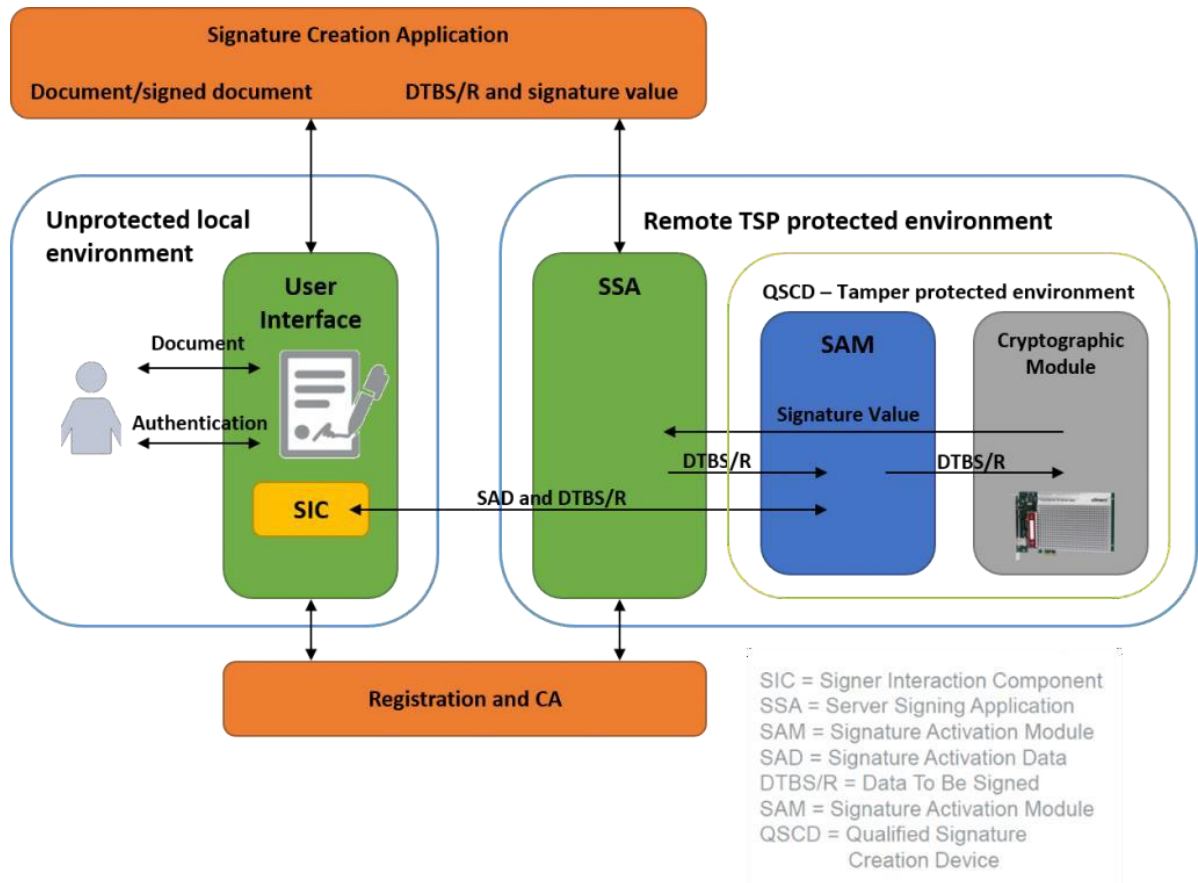 Signature Creation Application
Document/signed document
DTBS/R and signature value
Unprotected local
environment
Remote TSP protected environment
User
Interface
SSA
QSCD – Tamper protected environment
SAM
Cryptographic
Module
Document
Authentication
Signature Value
DTBS/R
DTBS/R
SIC
SAD and DTBS/R
Registration and CA
SIC = Signer Interaction Component
SSA = Server Signing Application
SAM = Signature Activation Module
SAD = Signature Activation Data
DTBS/R = Data To Be Signed
SAM = Signature Activation Module
QSCD = Qualified Signature
Creation Device